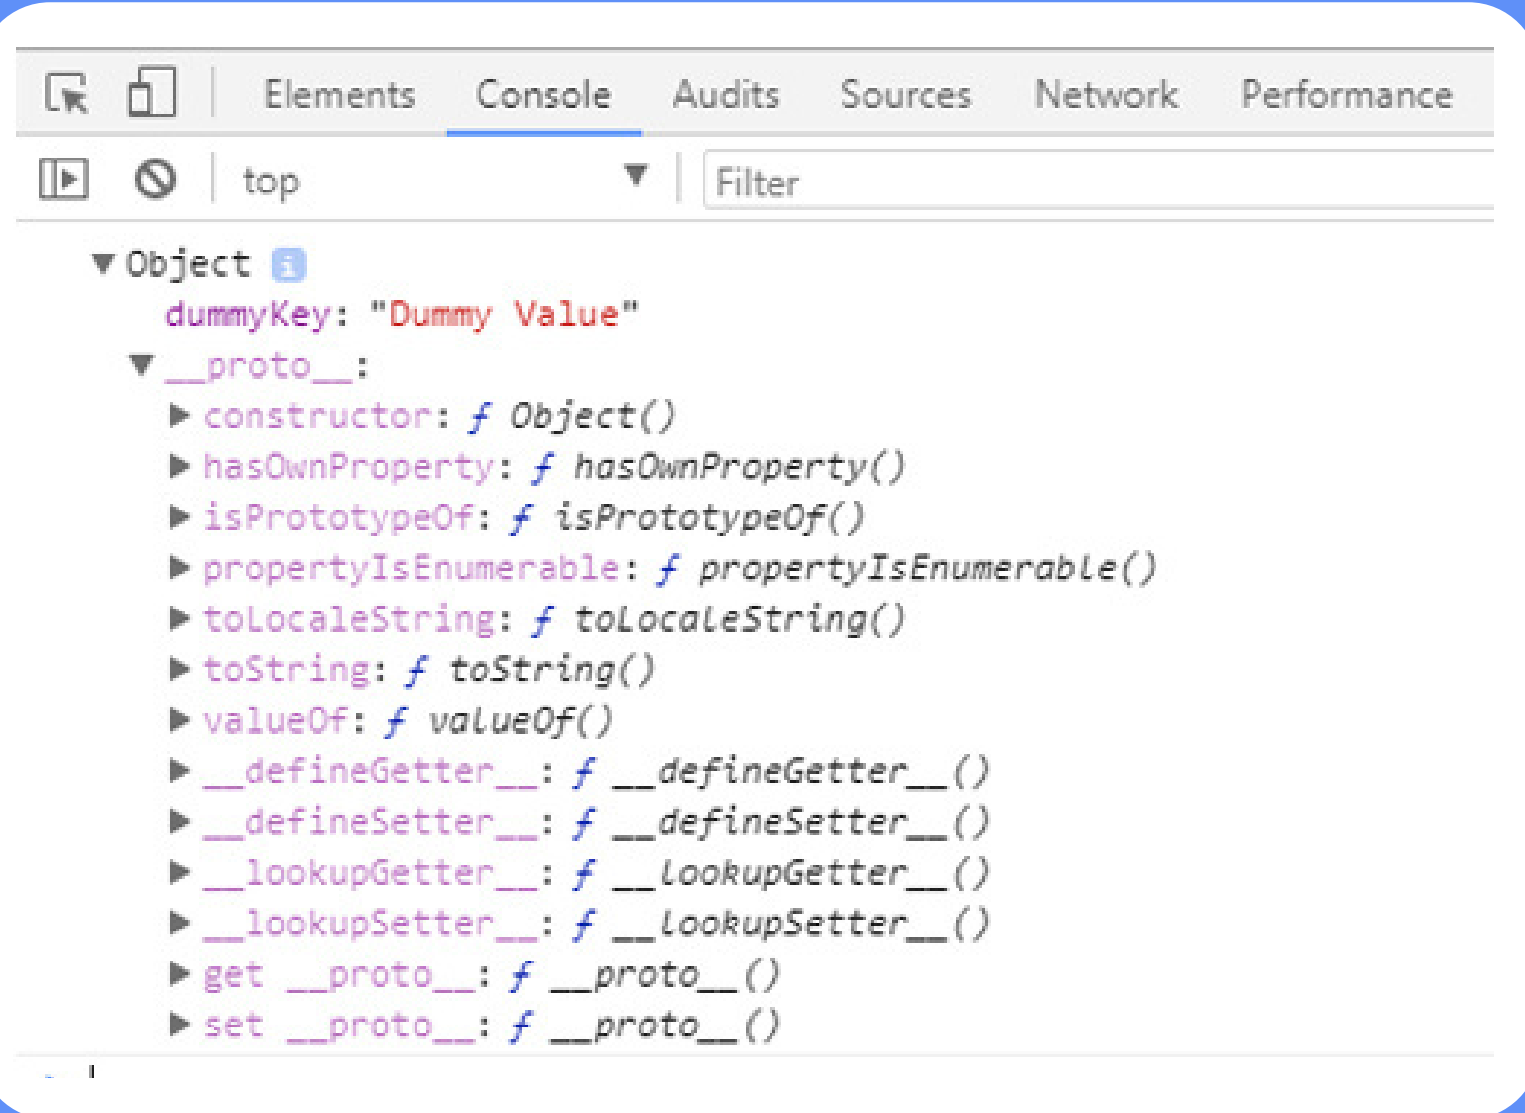 Elements Console Audits Sources Network Performance
top Filter
Object i
dummyKey: "Dummy Value"
__proto__:
constructor: ƒ Object()
hasOwnProperty: ƒ hasOwnProperty()
isPrototypeOf: ƒ isPrototypeOf()
propertyIsEnumerable: ƒ propertyIsEnumerable()
toLocaleString: ƒ toLocaleString()
toString: ƒ toString()
valueOf: ƒ valueOf()
__defineGetter__: ƒ __defineGetter__()
__defineSetter__: ƒ __defineSetter__()
__lookupGetter__: ƒ __lookupGetter__()
__lookupSetter__: ƒ __lookupSetter__()
get __proto__: ƒ __proto__()
set __proto__: ƒ __proto__()